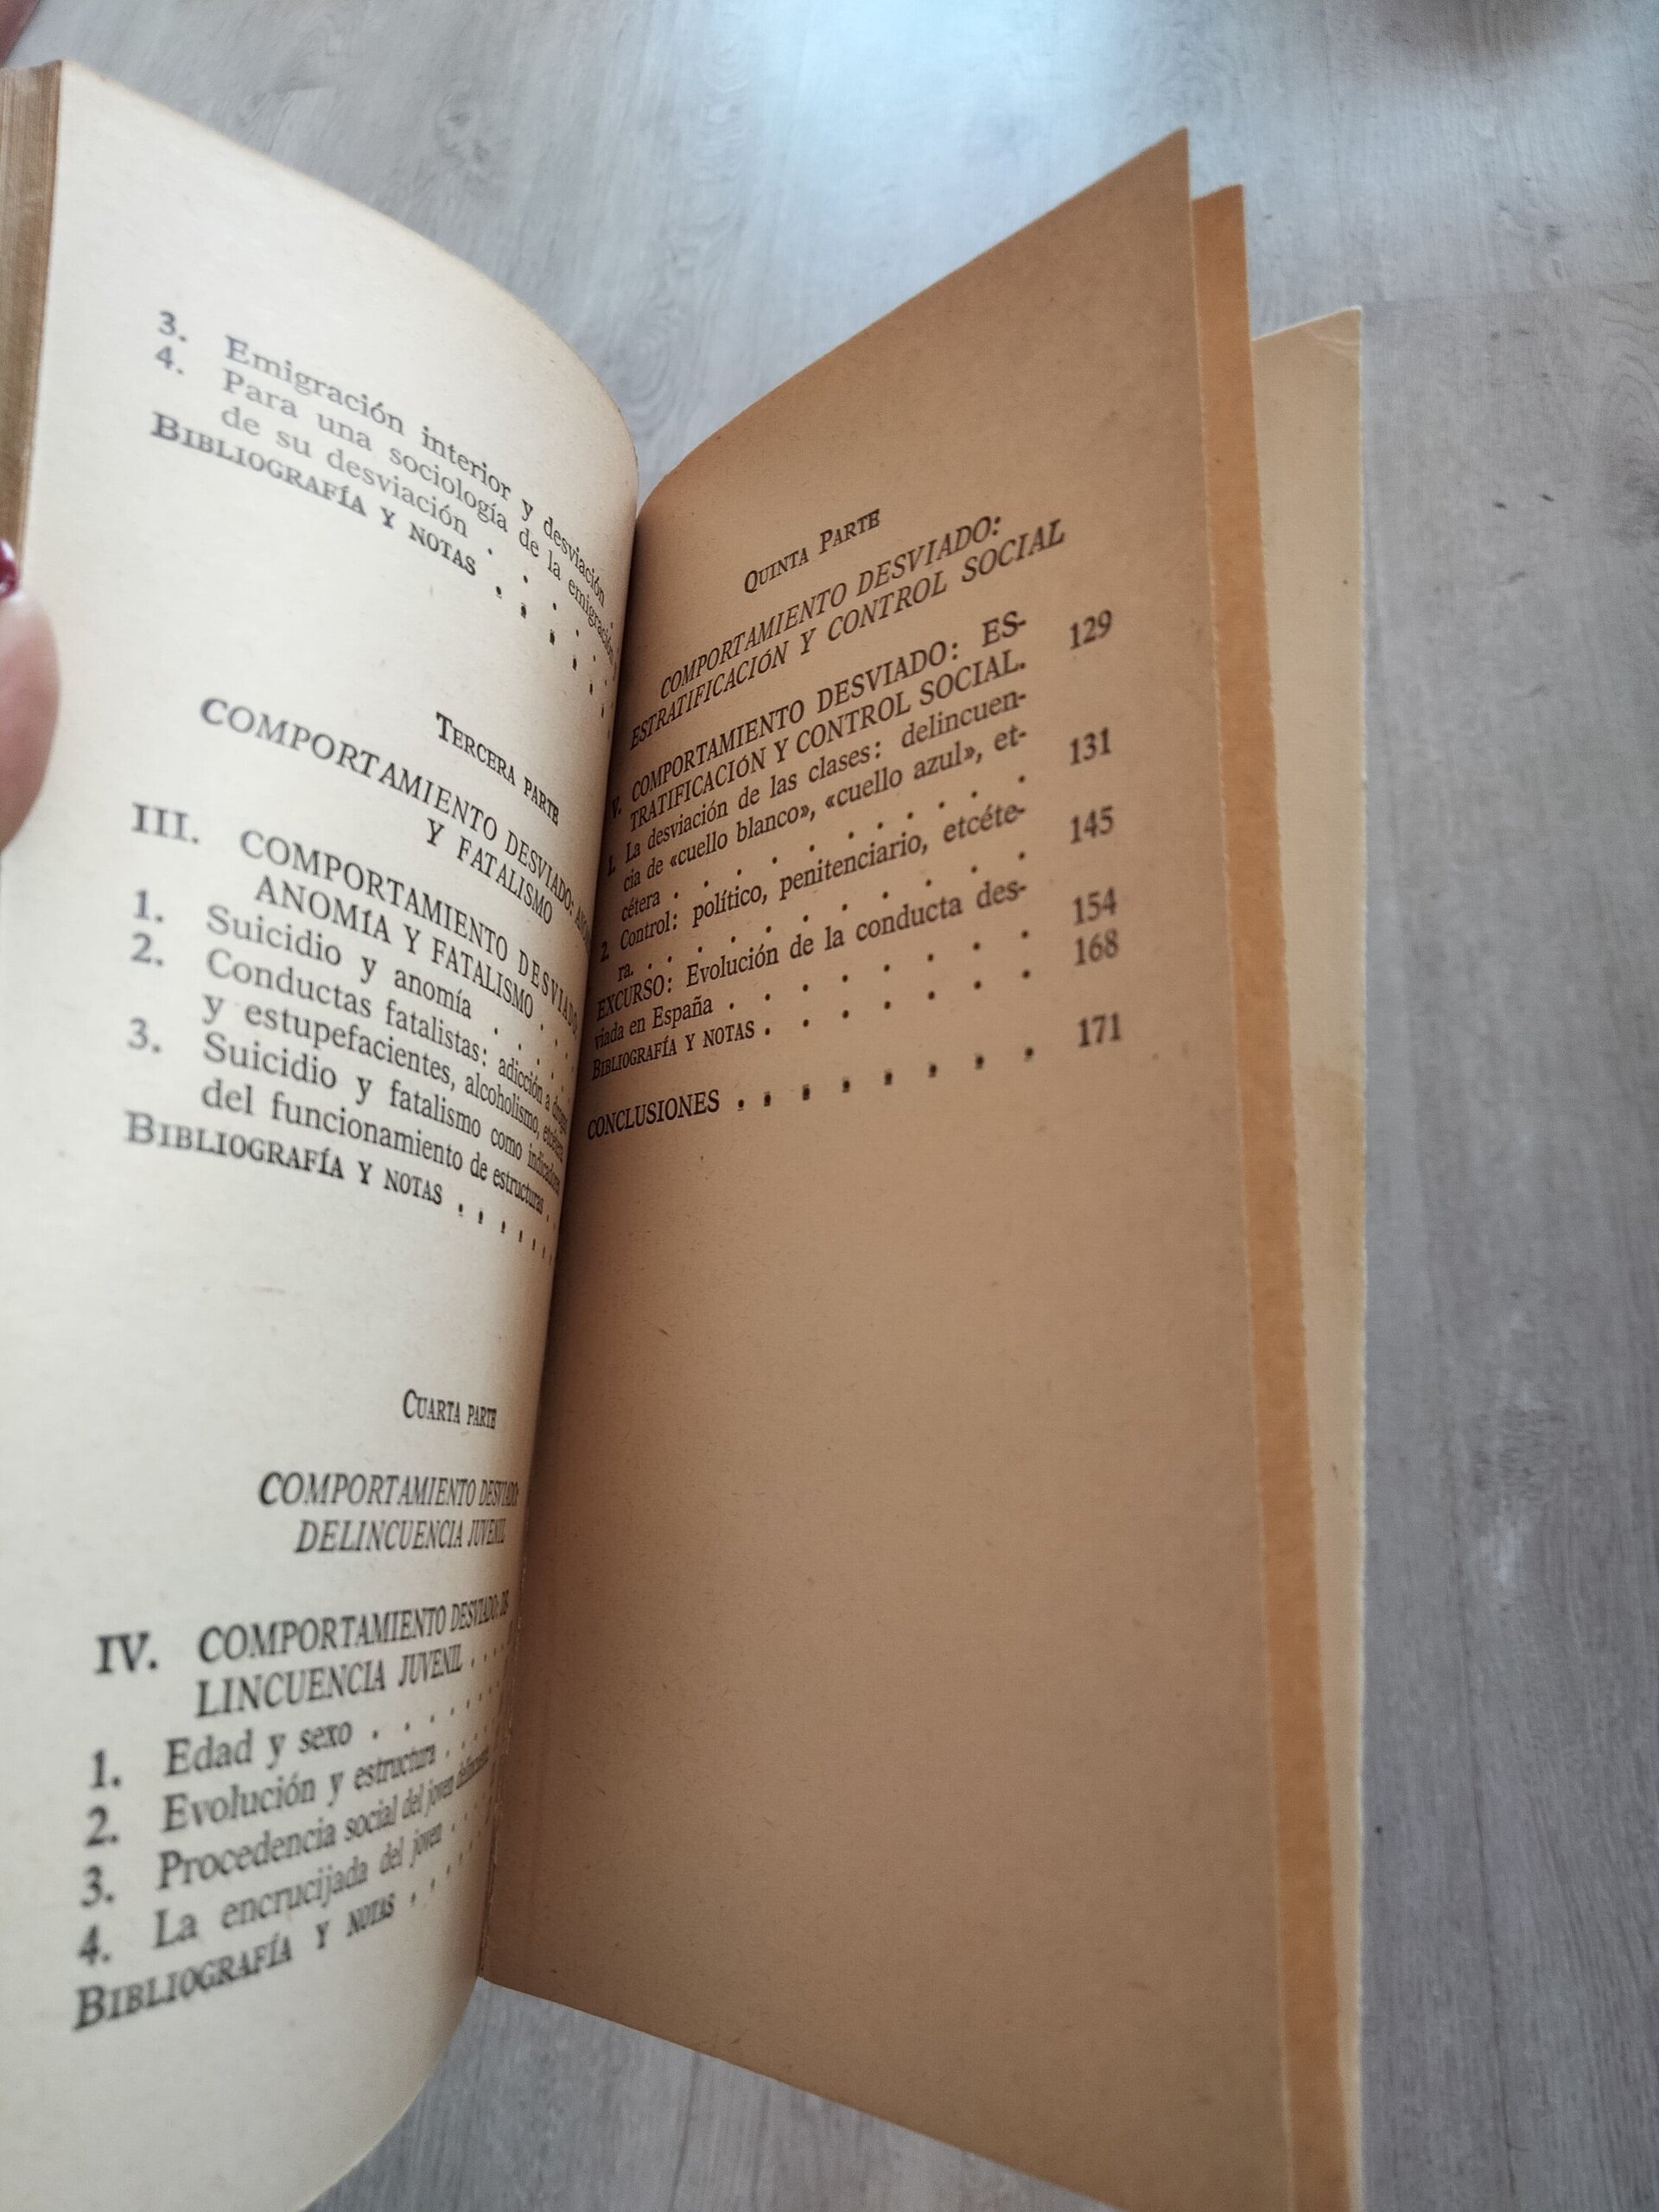 3. Emigración interior y desviación .
4. Para una sociología de la emigración y
de su desviación . . . . .
BIBLIOGRAFÍA Y NOTAS . . . . . .
TERCERA PARTE
COMPORTAMIENTO DESVIADO:
Y FATALISMO
III. COMPORTAMIENTO DESVIADO
ANOMÍA Y FATALISMO . .
1. Suicidio y anomía . . . . .
2. Conductas fatalistas: adicción a drogas
y estupefacientes, alcoholismo, etcétera
3. Suicidio y fatalismo como indicadores
del funcionamiento de estructuras . .
BIBLIOGRAFÍA Y NOTAS . . . . . .
CUARTA PARTE
COMPORTAMIENTO DESVIADO:
DELINCUENCIA JUVENIL
IV. COMPORTAMIENTO DESVIADO: DE-
LINCUENCIA JUVENIL . . . .
1. Edad y sexo . . . . . .
2. Evolución y estructura . . . .
3. Procedencia social del joven delincuente
4. La encrucijada del joven . . .
BIBLIOGRAFÍA Y NOTAS . . . . .
QUINTA PARTE
COMPORTAMIENTO DESVIADO:
ESTRATIFICACIÓN Y CONTROL SOCIAL
V. COMPORTAMIENTO DESVIADO: ES-
TRATIFICACIÓN Y CONTROL SOCIAL. 129
1. La desviación de las clases: delincuen-
cia de «cuello blanco», «cuello azul», et-
cétera . . . . . . . . . 131
2. Control: político, penitenciario, etcéte-
ra. . . . . . . . . . . 145
EXCURSO: Evolución de la conducta des-
viada en España . . . . . . . . 154
BIBLIOGRAFÍA Y NOTAS . . . . . . . . 168
CONCLUSIONES . . . . . . . . . 171